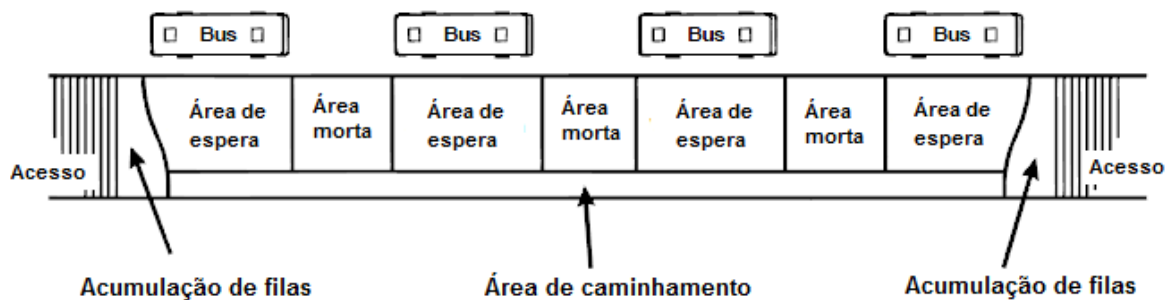 Bus
Bus
Bus
Bus
Área de
espera
Área
morta
Área de
espera
Área
morta
Área de
espera
Área
morta
Área de
espera
Acesso
Acesso
Acumulação de filas
Área de caminhamento
Acumulação de filas